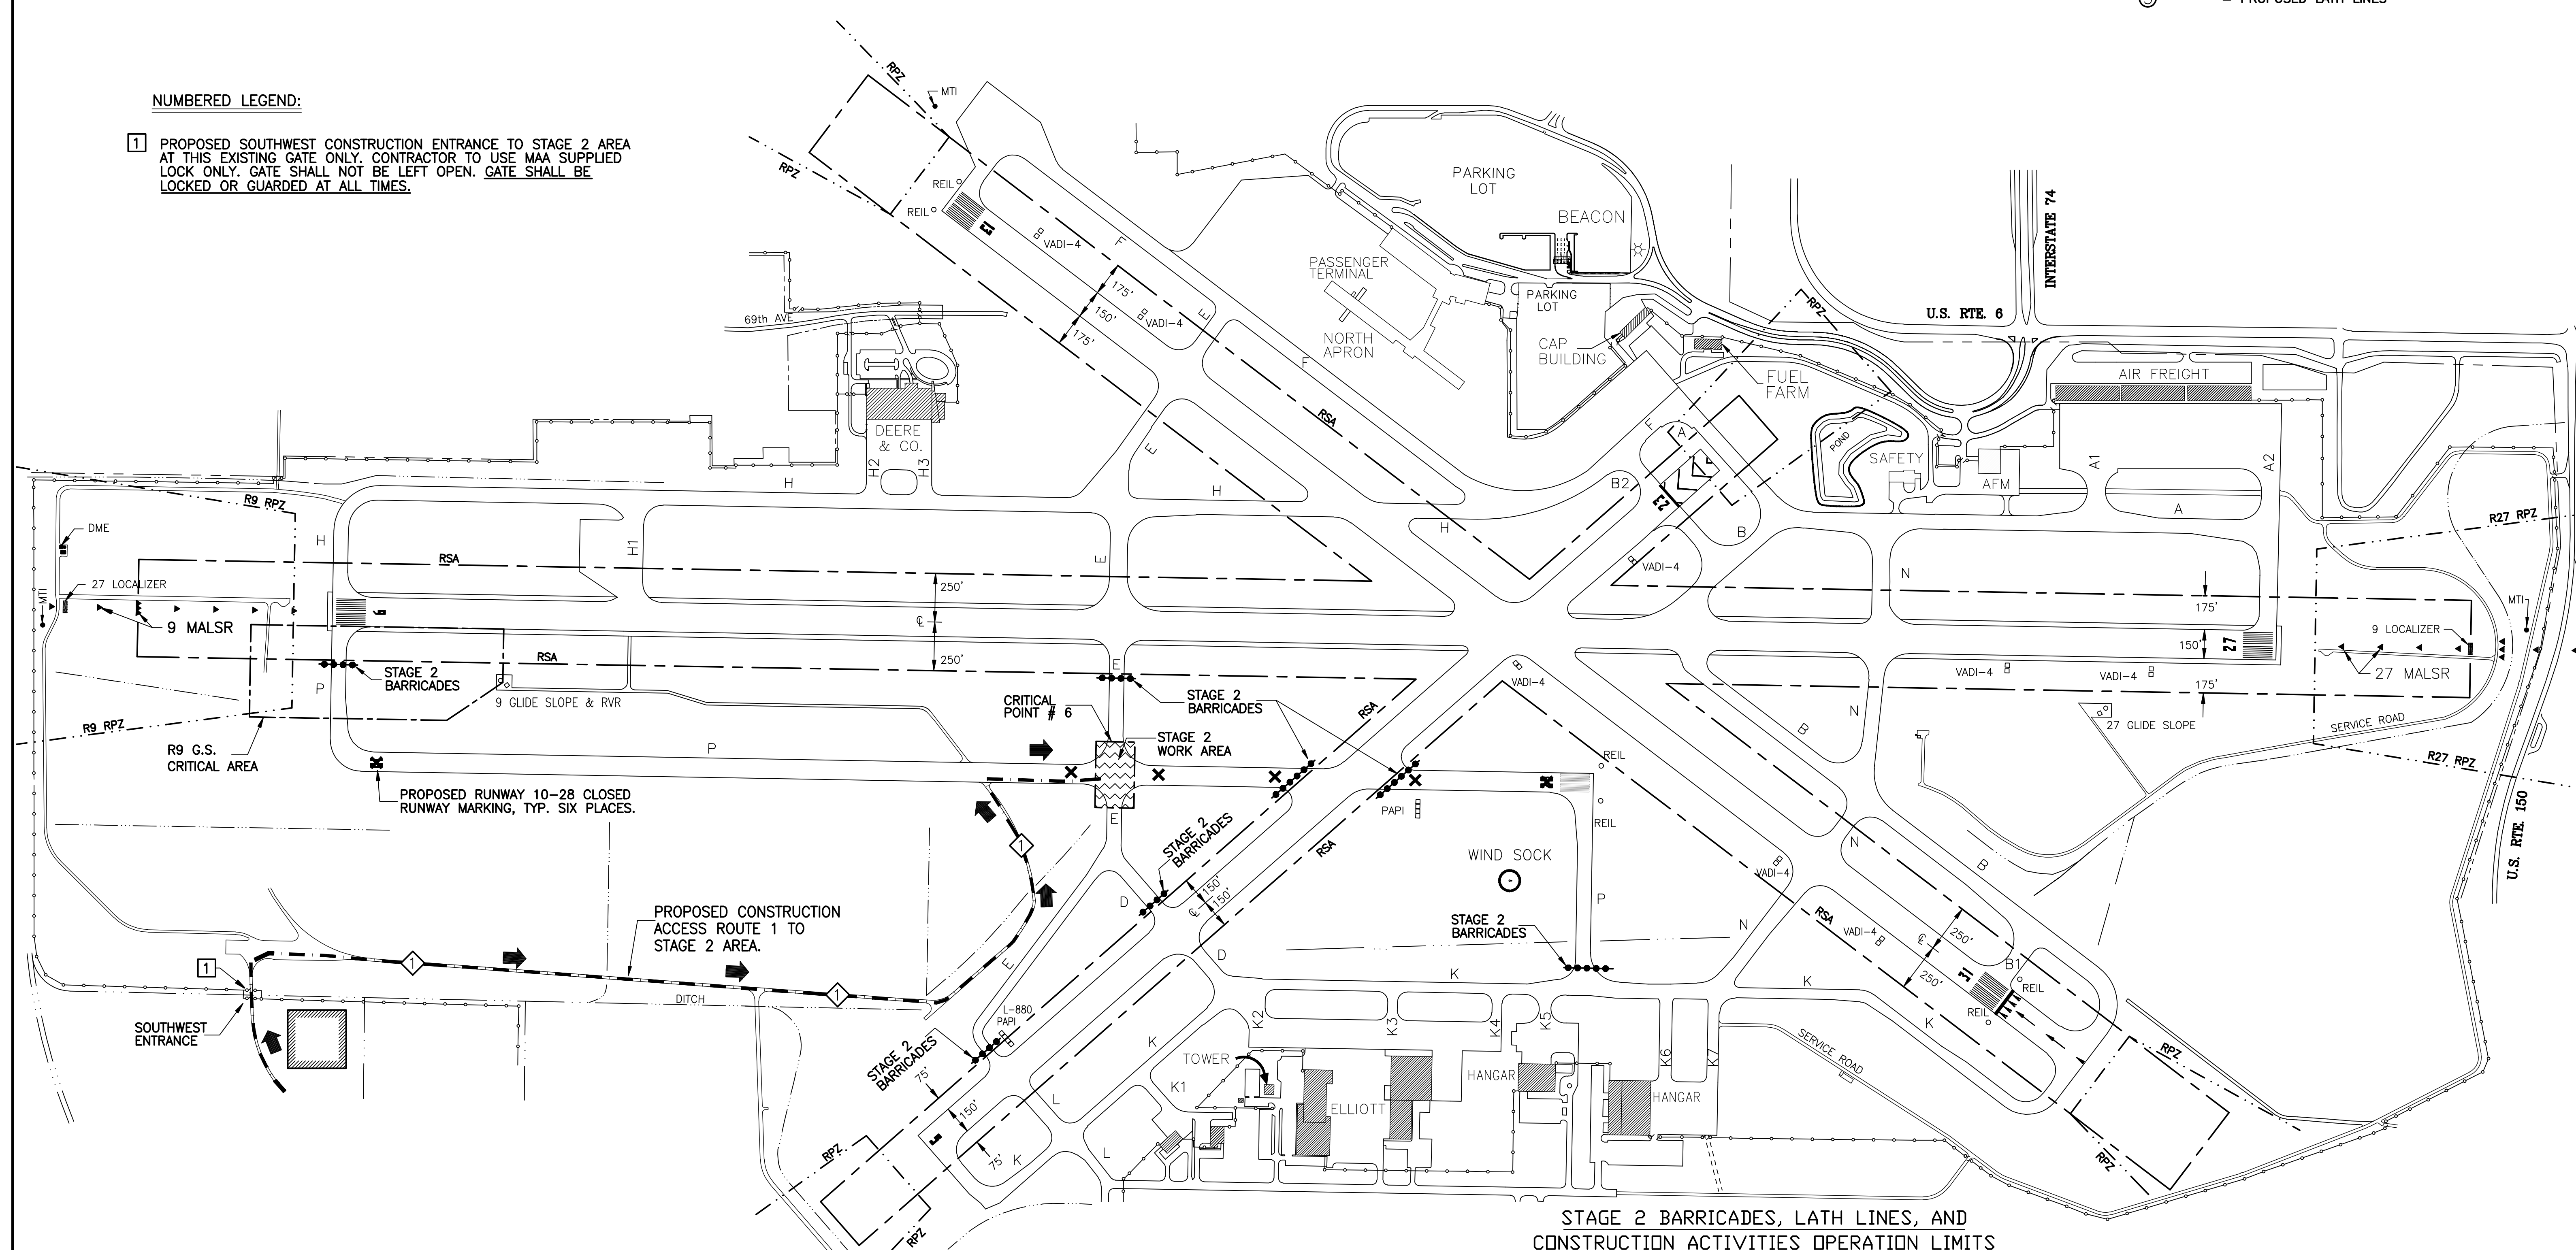 5 = PROPOSED LATH LINES
NUMBERED LEGEND:
1 PROPOSED SOUTHWEST CONSTRUCTION ENTRANCE TO STAGE 2 AREA
AT THIS EXISTING GATE ONLY. CONTRACTOR TO USE MAA SUPPLIED
LOCK ONLY. GATE SHALL NOT BE LEFT OPEN. GATE SHALL BE
LOCKED OR GUARDED AT ALL TIMES.
RPZ
MTI
RPZ
REIL
REIL
13
VADI-4
VADI-4
F
E
175'
150'
175'
PARKING
LOT
BEACON
PASSENGER
TERMINAL
NORTH
APRON
PARKING
LOT
CAP
BUILDING
FUEL
FARM
RPZ
INTERSTATE 74
U.S. RTE. 6
AIR FREIGHT
69th AVE
DEERE
& CO.
H2
H3
H
E
F
RSA
H
F
A
B2
23
B
H
POND
SAFETY
AFM
A1
A2
A
R9 RPZ
DME
27 LOCALIZER
MTI
9 MALSR
H
RSA
9
H1
E
250'
℄
250'
VADI-4
N
175'
150'
27
175'
R27 RPZ
MTI
9 LOCALIZER
27 MALSR
P
STAGE 2
BARRICADES
RSA
9 GLIDE SLOPE & RVR
E
STAGE 2
BARRICADES
CRITICAL
POINT # 6
STAGE 2
WORK AREA
RSA
VADI-4
B
N
VADI-4
VADI-4
27 GLIDE SLOPE
SERVICE ROAD
R27 RPZ
R9 RPZ
R9 G.S.
CRITICAL AREA
P
PROPOSED RUNWAY 10-28 CLOSED
RUNWAY MARKING, TYP. SIX PLACES.
E
PAPI
REIL
REIL
1
STAGE 2
BARRICADES
RSA
WIND SOCK
VADI-4
N
B
U.S. RTE. 150
PROPOSED CONSTRUCTION
ACCESS ROUTE 1 TO
STAGE 2 AREA.
D
150'
℄
150'
D
P
N
STAGE 2
BARRICADES
RSA
VADI-4
℄
250'
250'
31
B1
REIL
REIL
1
1
1
E
K
K
K
DITCH
SOUTHWEST
ENTRANCE
L-880
PAPI
STAGE 2
BARRICADES
75'
150'
75'
K
L
K
L
K1
K2
K3
K4
K5
K6
K7
TOWER
ELLIOTT
HANGAR
HANGAR
SERVICE ROAD
RPZ
RPZ
RPZ
RPZ
STAGE 2 BARRICADES, LATH LINES, AND
CONSTRUCTION ACTIVITIES OPERATION LIMITS